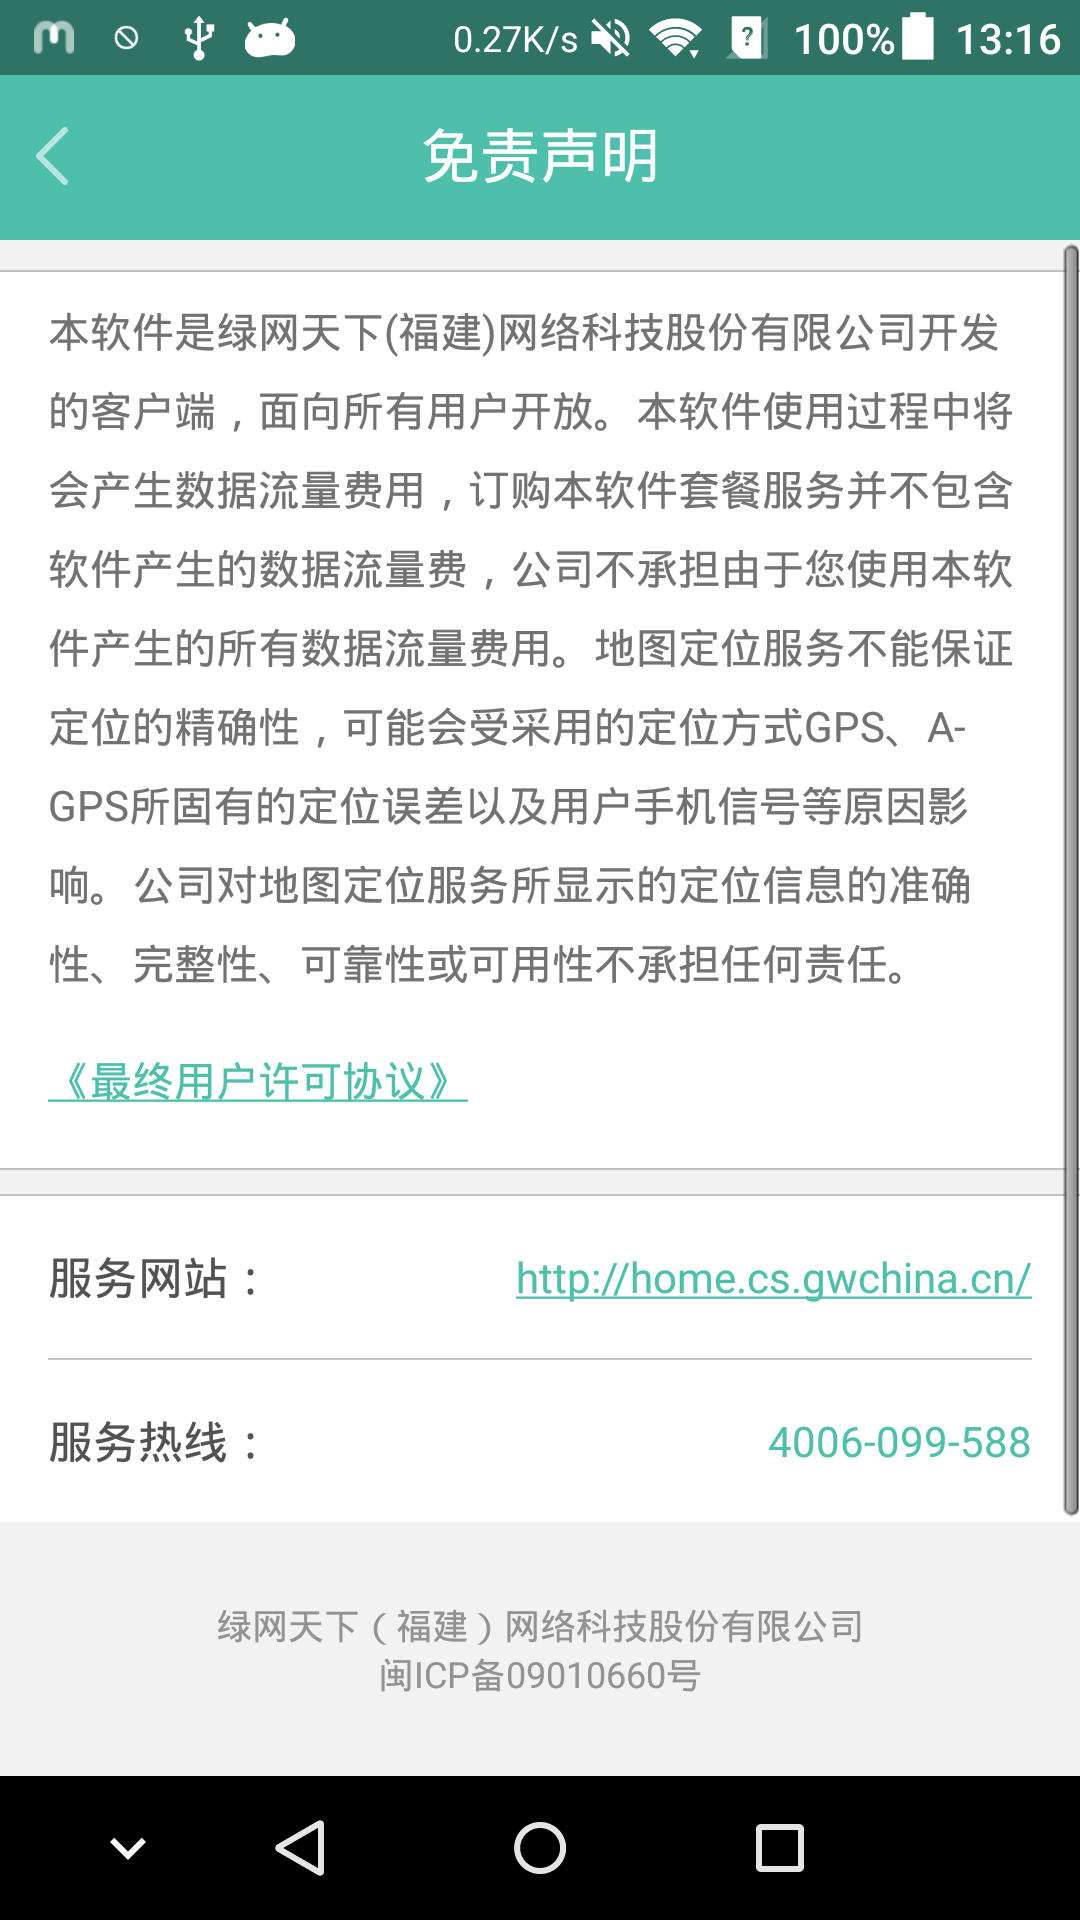 0.27K/s 100% 13:16
免责声明
本软件是绿网天下(福建)网络科技股份有限公司开发
的客户端，面向所有用户开放。本软件使用过程中将
会产生数据流量费用，订购本软件套餐服务并不包含
软件产生的数据流量费，公司不承担由于您使用本软
件产生的所有数据流量费用。地图定位服务不能保证
定位的精确性，可能会受采用的定位方式GPS、A-
GPS所固有的定位误差以及用户手机信号等原因影
响。公司对地图定位服务所显示的定位信息的准确
性、完整性、可靠性或可用性不承担任何责任。
《最终用户许可协议》
服务网站： http://home.cs.gwchina.cn/
服务热线： 4006-099-588
绿网天下（福建）网络科技股份有限公司
闽ICP备09010660号